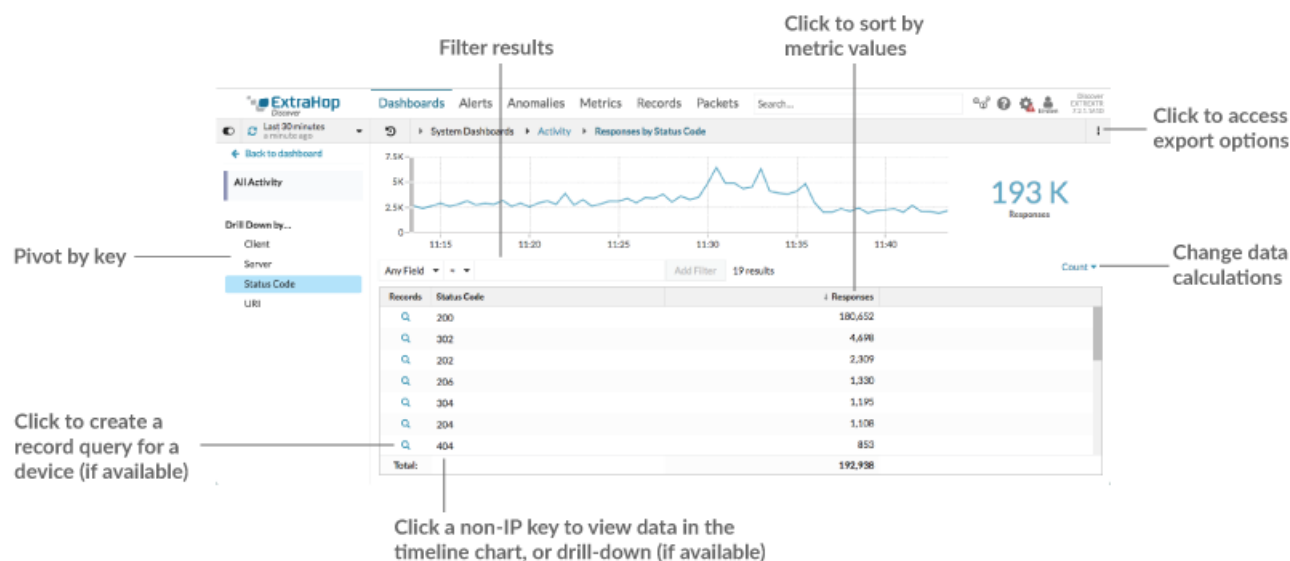 Click to sort by
metric values
Filter results
ExtraHop
Discover
Dashboards Alerts Anomalies Metrics Records Packets Search...
Discover
Last 30 minutes
a minute ago
System Dashboards Activity Responses by Status Code
Click to access
export options
Back to dashboard
All Activity
Drill Down by...
Client
Server
Status Code
URI
Pivot by key
7.5K
5K
2.5K
0
11:15 11:20 11:25 11:30 11:35 11:40
193 K
Responses
Any Field = Add Filter 19 results
Count
Change data
calculations
Records Status Code ↓ Responses
200 180,652
302 4,698
202 2,309
206 1,330
304 1,195
204 1,108
404 853
Total: 192,938
Click to create a
record query for a
device (if available)
Click a non-IP key to view data in the
timeline chart, or drill-down (if available)